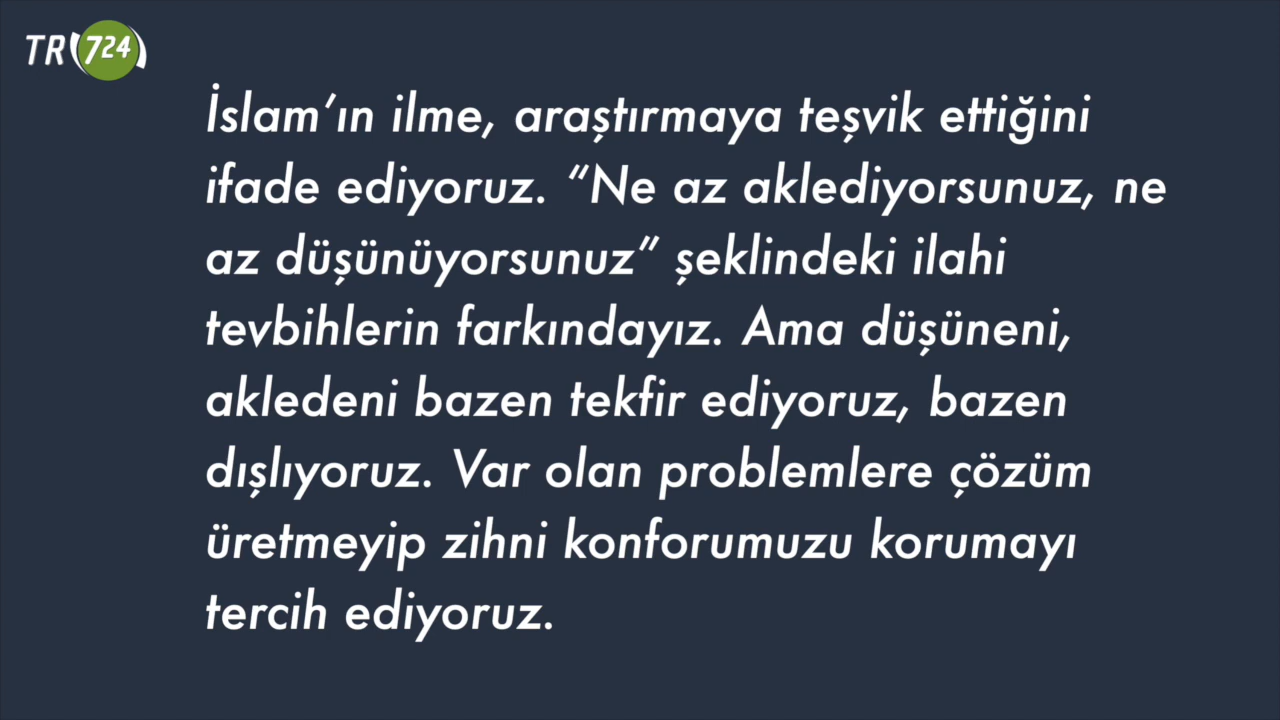 TR724
İslam’ın ilme, araştırmaya teşvik ettiğini
ifade ediyoruz. “Ne az aklediyorsunuz, ne
az düşünüyorsunuz” şeklindeki ilahi
tevbihlerin farkındayız. Ama düşüneni,
akledeni bazen tekfir ediyoruz, bazen
dışlıyoruz. Var olan problemlere çözüm
üretmeyip zihni konforumuzu korumayı
tercih ediyoruz.